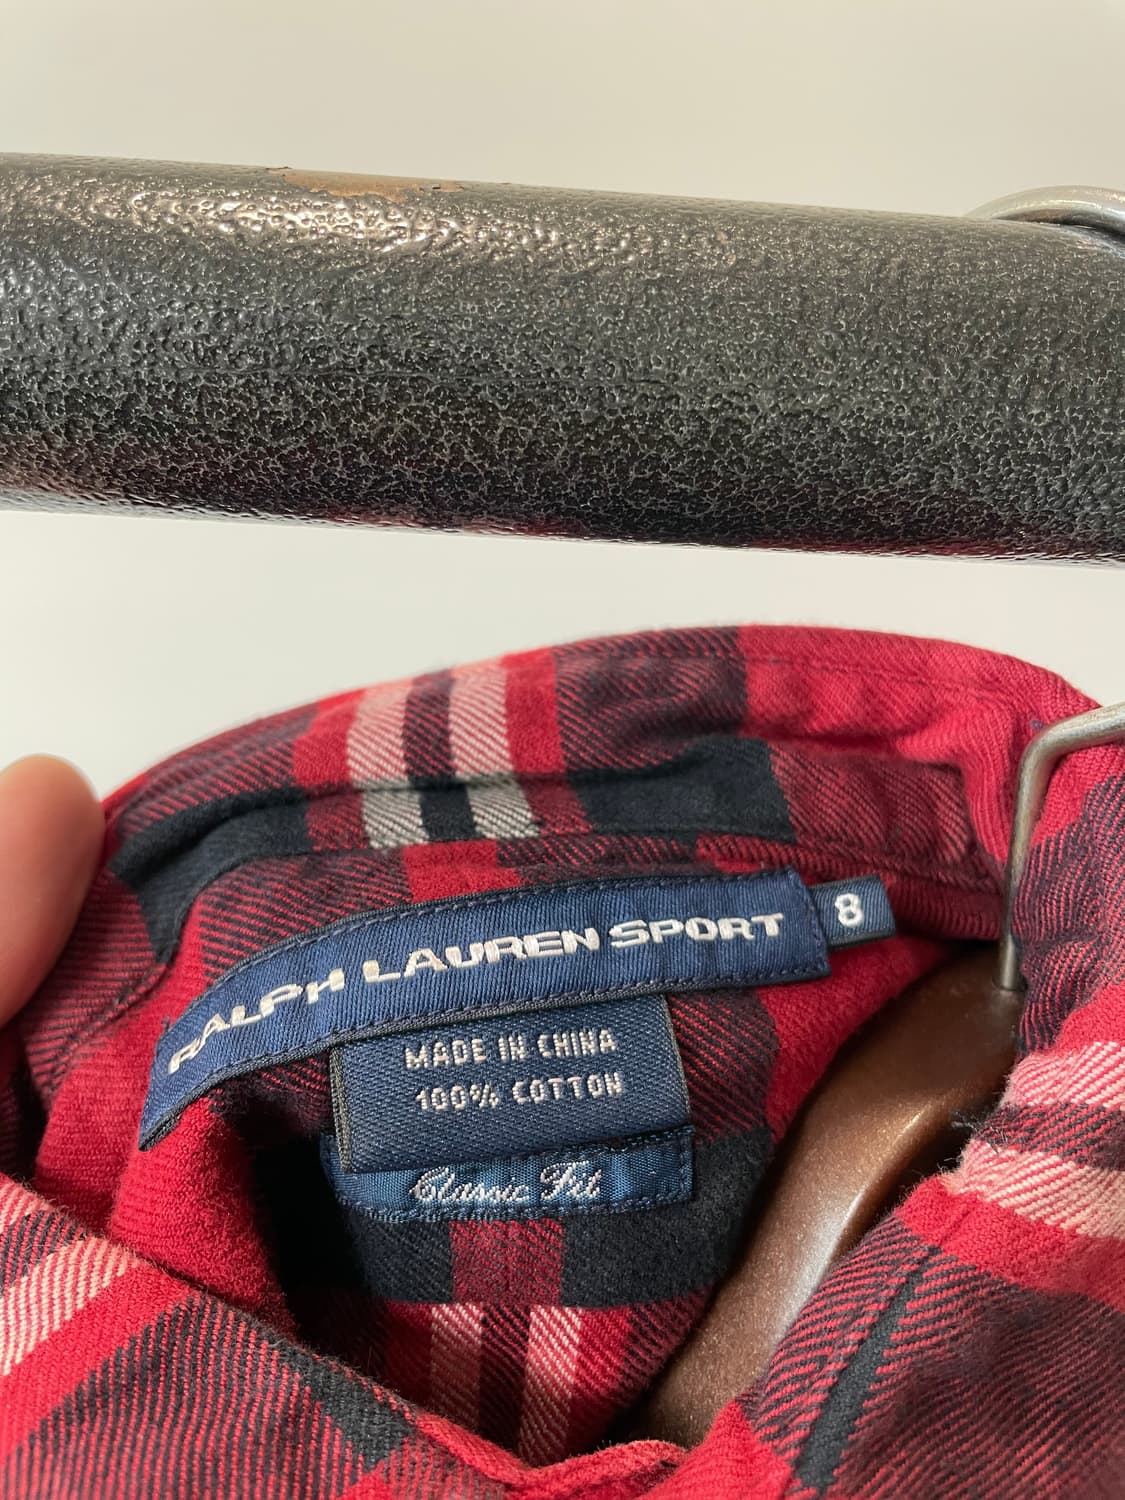 RALPH LAUREN SPORT
8
MADE IN CHINA
100% COTTON
Classic Fit